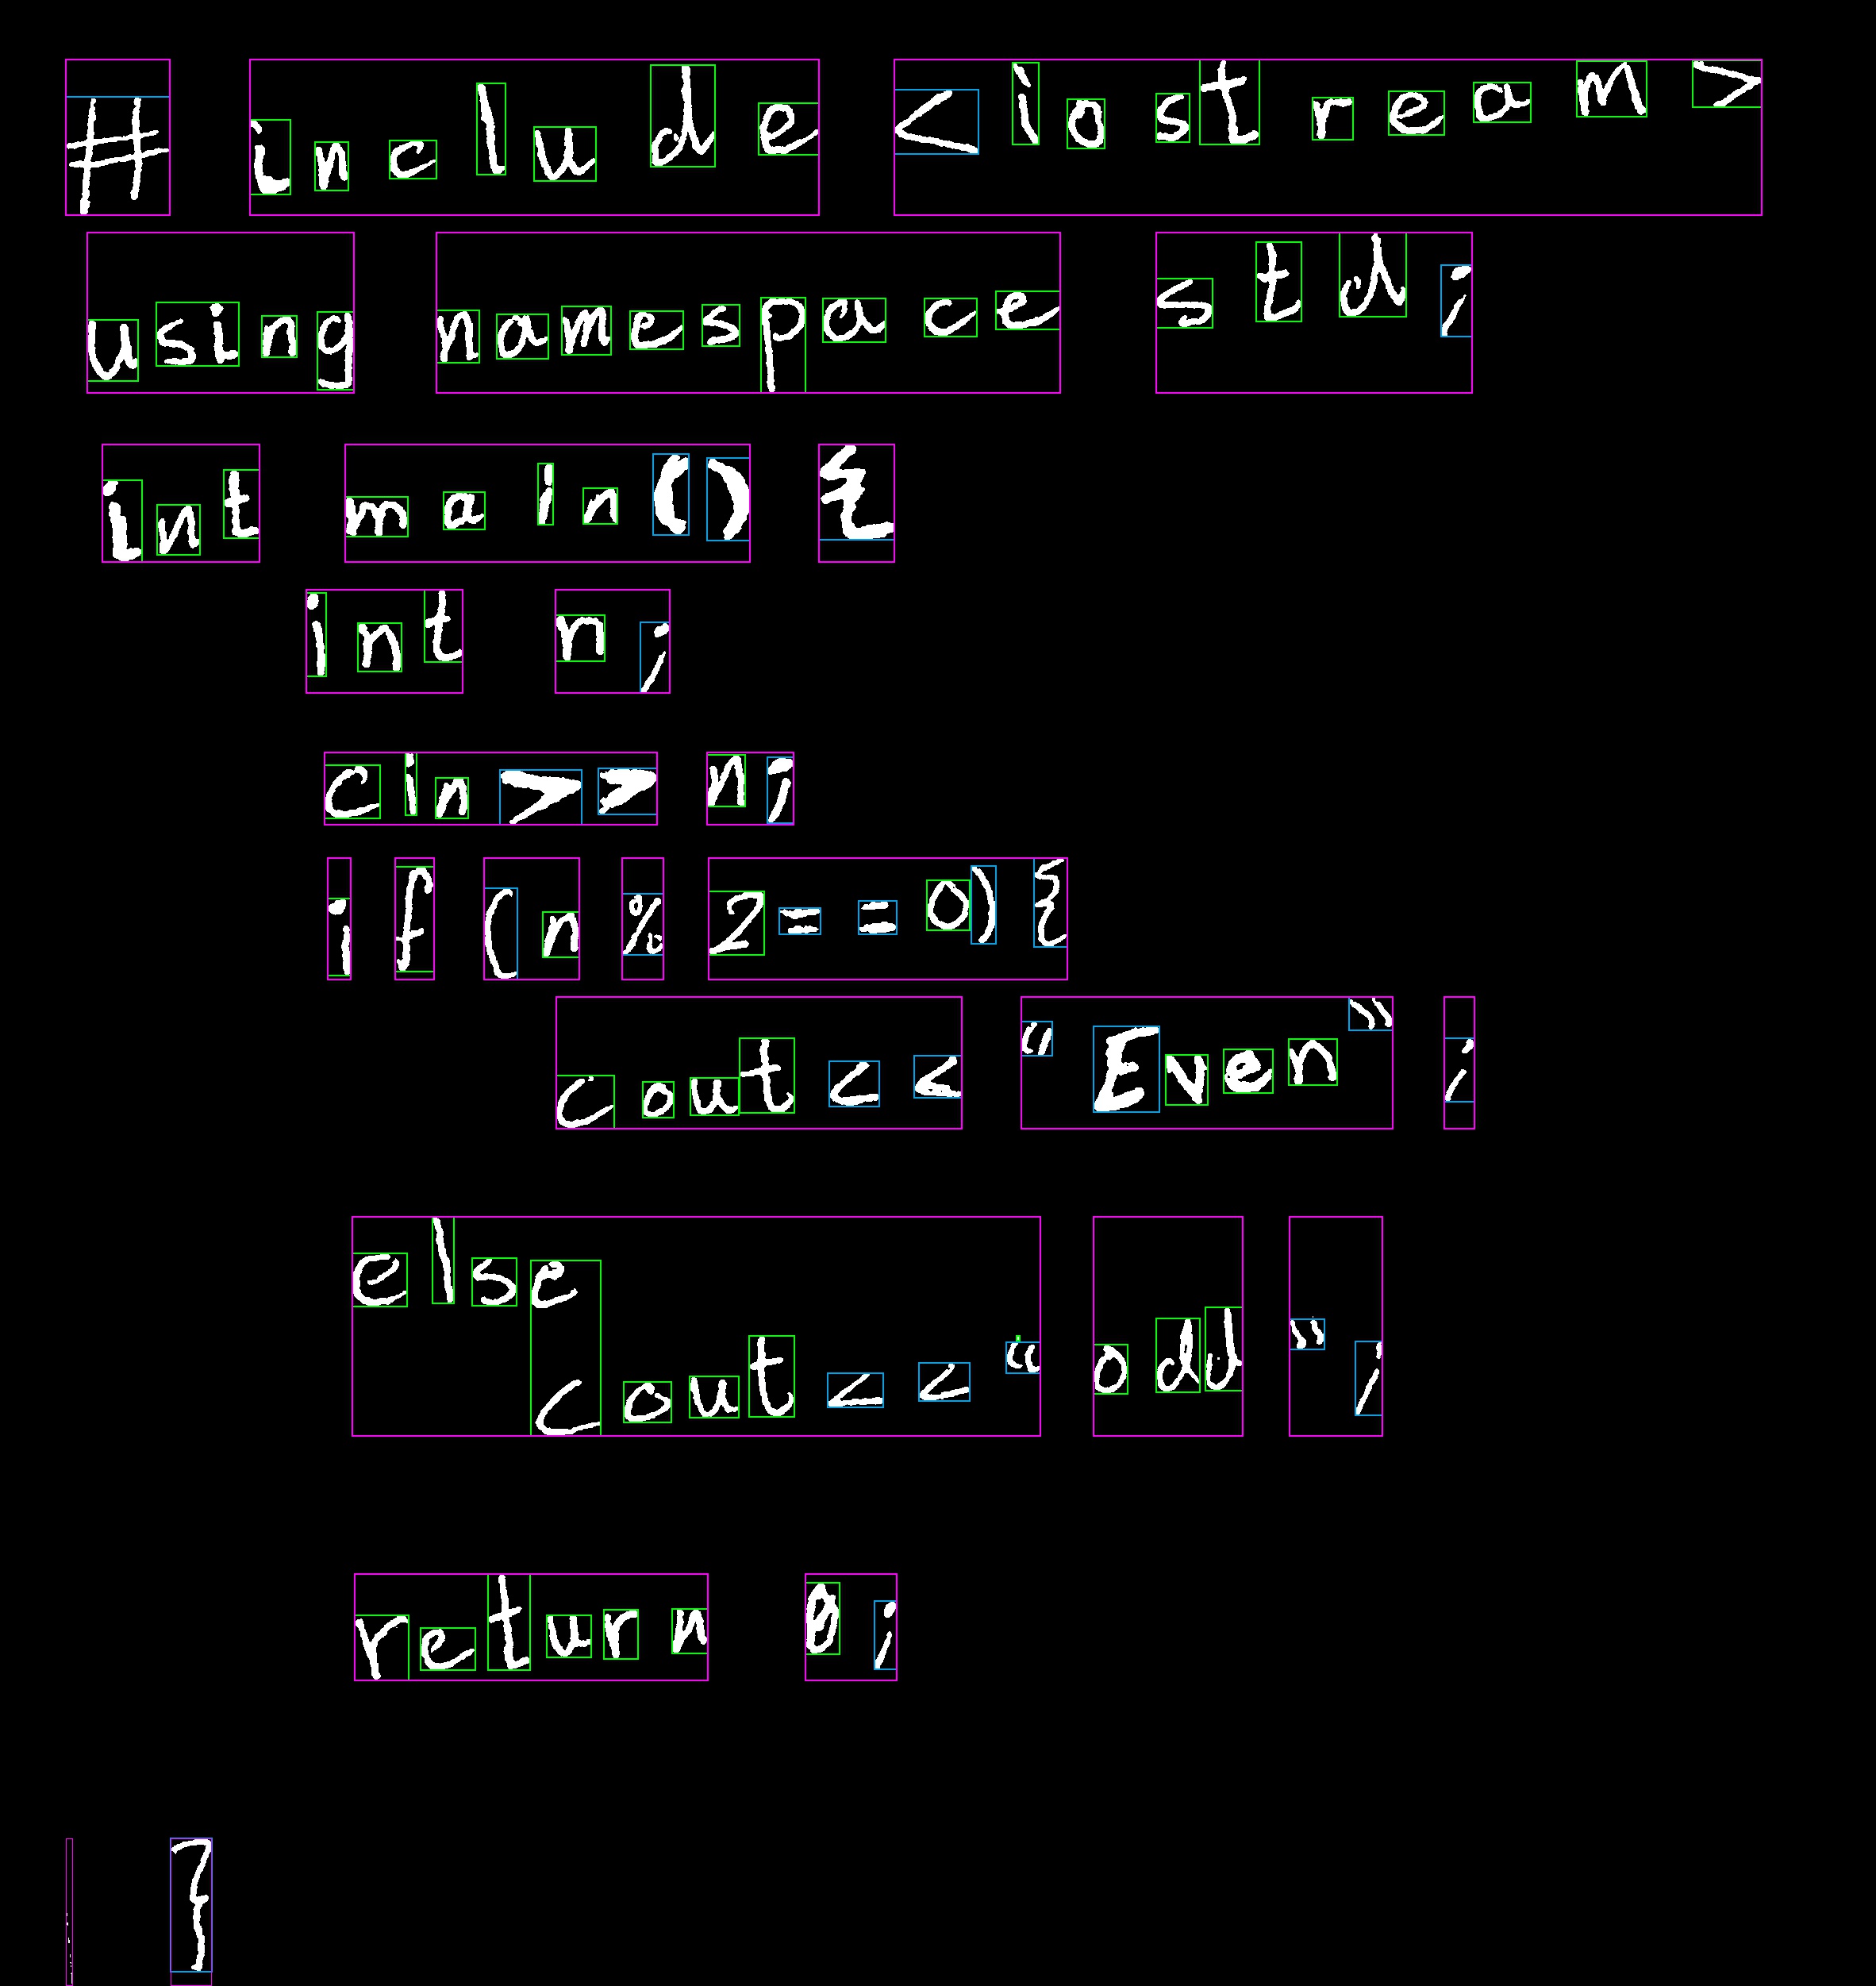 #include <iostream>
using namespace std;
int main() {
int n;
cin>> n;
if (n % 2==0) {
cout<< "Even" ;
else
cout<< "odd" ;
return 0;
}